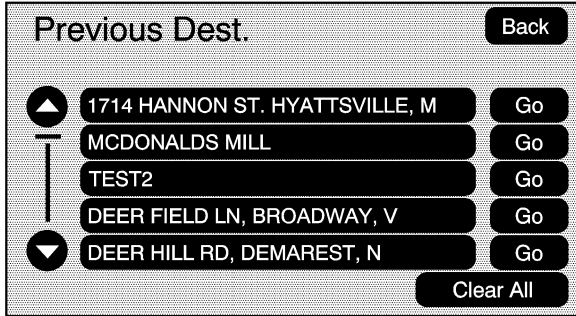 Previous Dest.
Back
1714 HANNON ST. HYATTSVILLE, M
Go
MCDONALDS MILL
Go
TEST2
Go
DEER FIELD LN, BROADWAY, V
Go
DEER HILL RD, DEMAREST, N
Go
Clear All